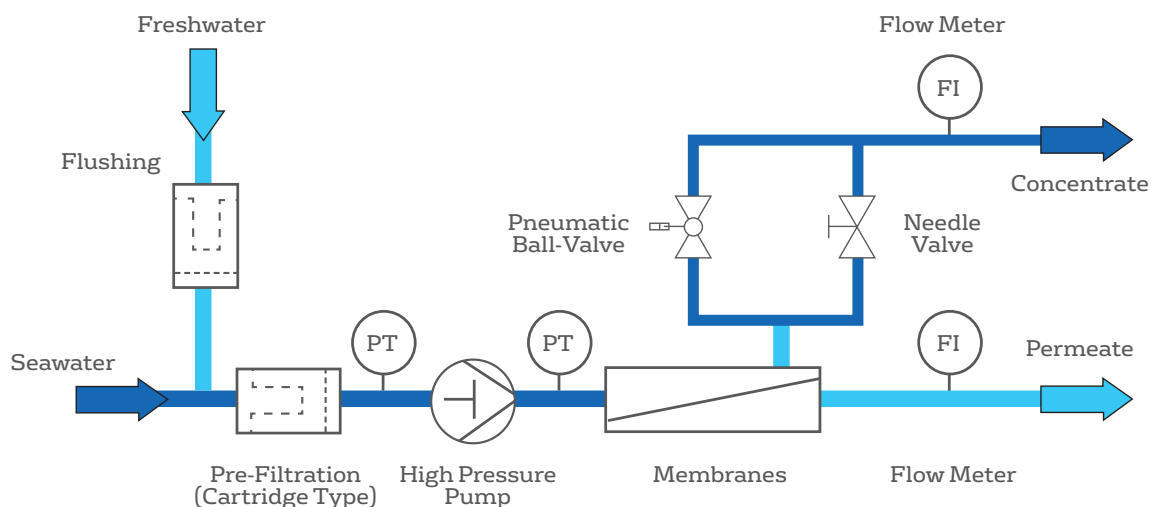 Freshwater
Flow Meter
FI
Flushing
Concentrate
Pneumatic
Ball-Valve
Needle
Valve
Seawater
PT
PT
FI
Permeate
Pre-Filtration
(Cartridge Type)
High Pressure
Pump
Membranes
Flow Meter